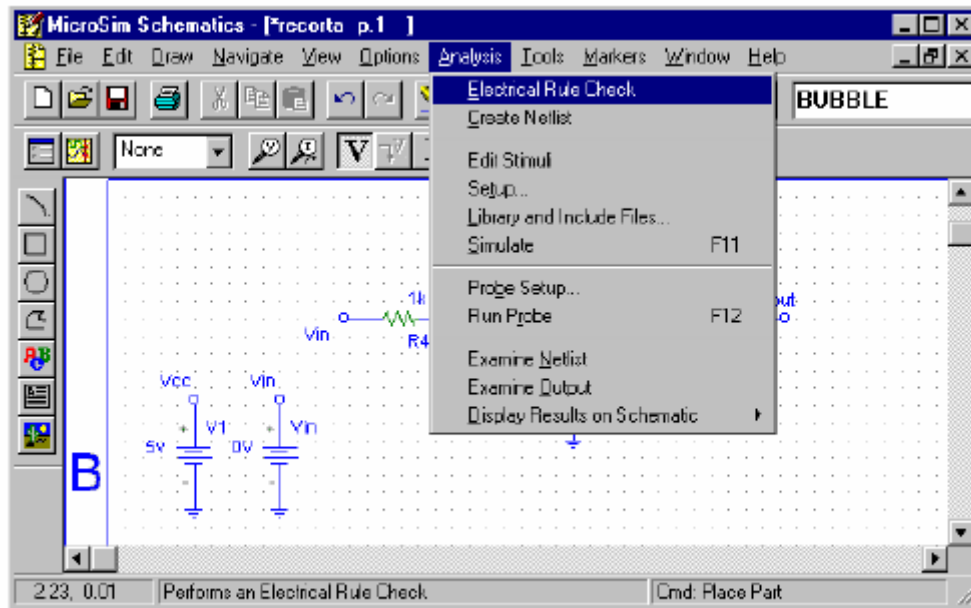 MicroSim Schematics - [*recorta p.1 ]
File Edit Draw Navigate View Options Analysis Tools Markers Window Help
BUBBLE
None
V
Electrical Rule Check
Create Netlist
Edit Stimuli
Setup...
Library and Include Files...
Simulate F11
Probe Setup...
Run Probe F12
Examine Netlist
Examine Output
Display Results on Schematic
1k
Vin
R4
out
Vcc Vin
+ V1 + Vin
5v 0V
- -
B
2.23, 0.01 Performs an Electrical Rule Check Cmd: Place Part